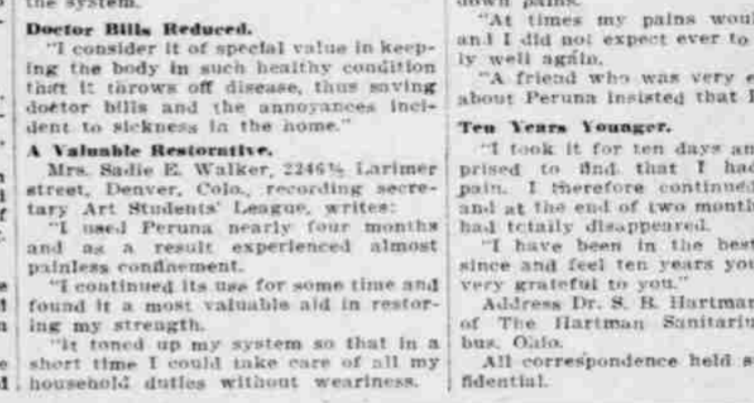 the system.
Doctor Bills Reduced.
"I consider it of special value in keep-
ing the body in such healthy condition
that it throws off disease, thus saving
doctor bills and the annoyances inci-
dent to sickness in the home."
A Valuable Restorative.
Mrs. Sadie E. Walker, 2246½ Larimer
street, Denver, Colo., recording secre-
tary Art Students' League, writes:
"I used Peruna nearly four months
and as a result experienced almost
painless confinement.
"I continued its use for some time and
found it a most valuable aid in restor-
ing my strength.
"It toned up my system so that in a
short time I could take care of all my
household duties without weariness.
down pains.
"At times my pains woul
and I did not expect ever to
ly well again.
"A friend who was very
about Peruna insisted that I
Ten Years Younger.
"I took it for ten days an
prised to find that I had
pain. I therefore continued
and at the end of two month
had totally disappeared.
"I have been in the best
since and feel ten years you
very grateful to you."
Address Dr. S. B. Hartman
of The Hartman Sanitariu
bus, Ohio.
All correspondence held s
fidential.